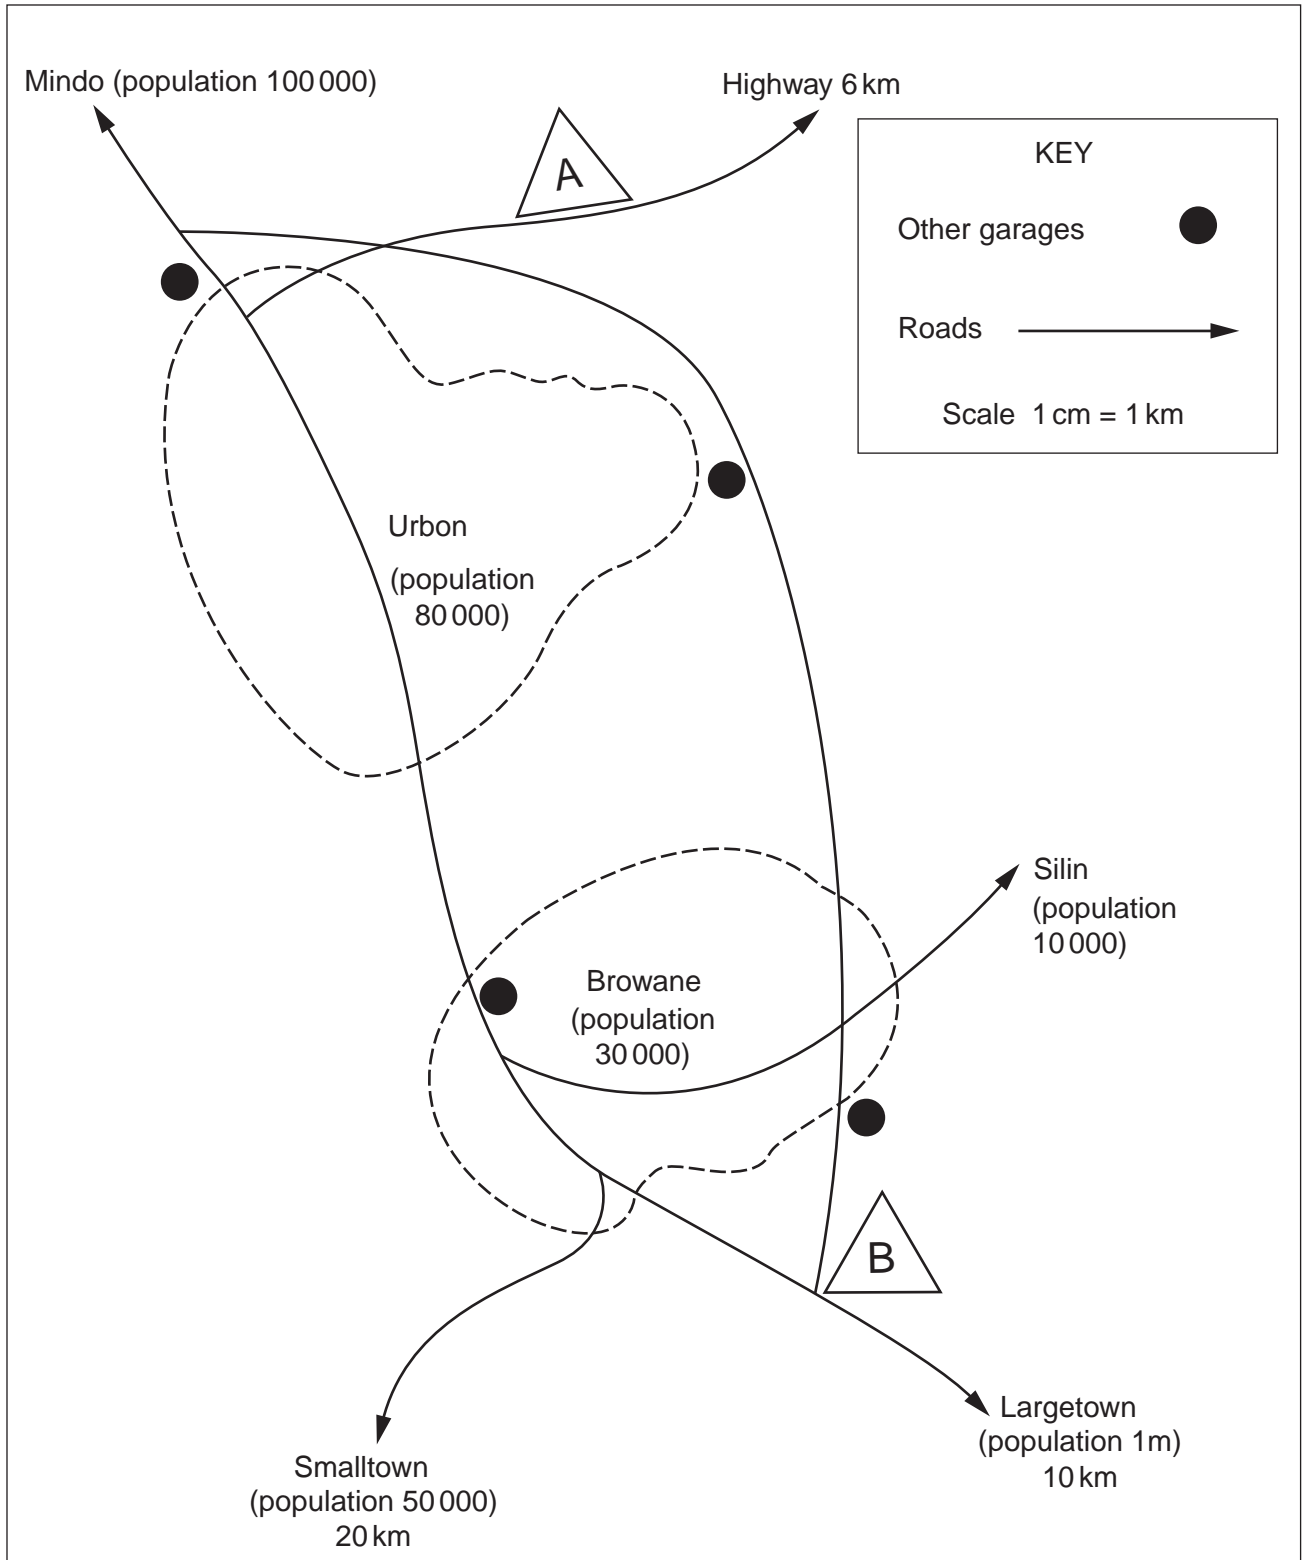 Mindo (population 100 000)
Highway 6 km
A
KEY
Other garages
Roads
Scale 1 cm = 1 km
Urbon
(population
80 000)
Silin
(population
10 000)
Browane
(population
30 000)
B
Largetown
(population 1m)
10 km
Smalltown
(population 50 000)
20 km